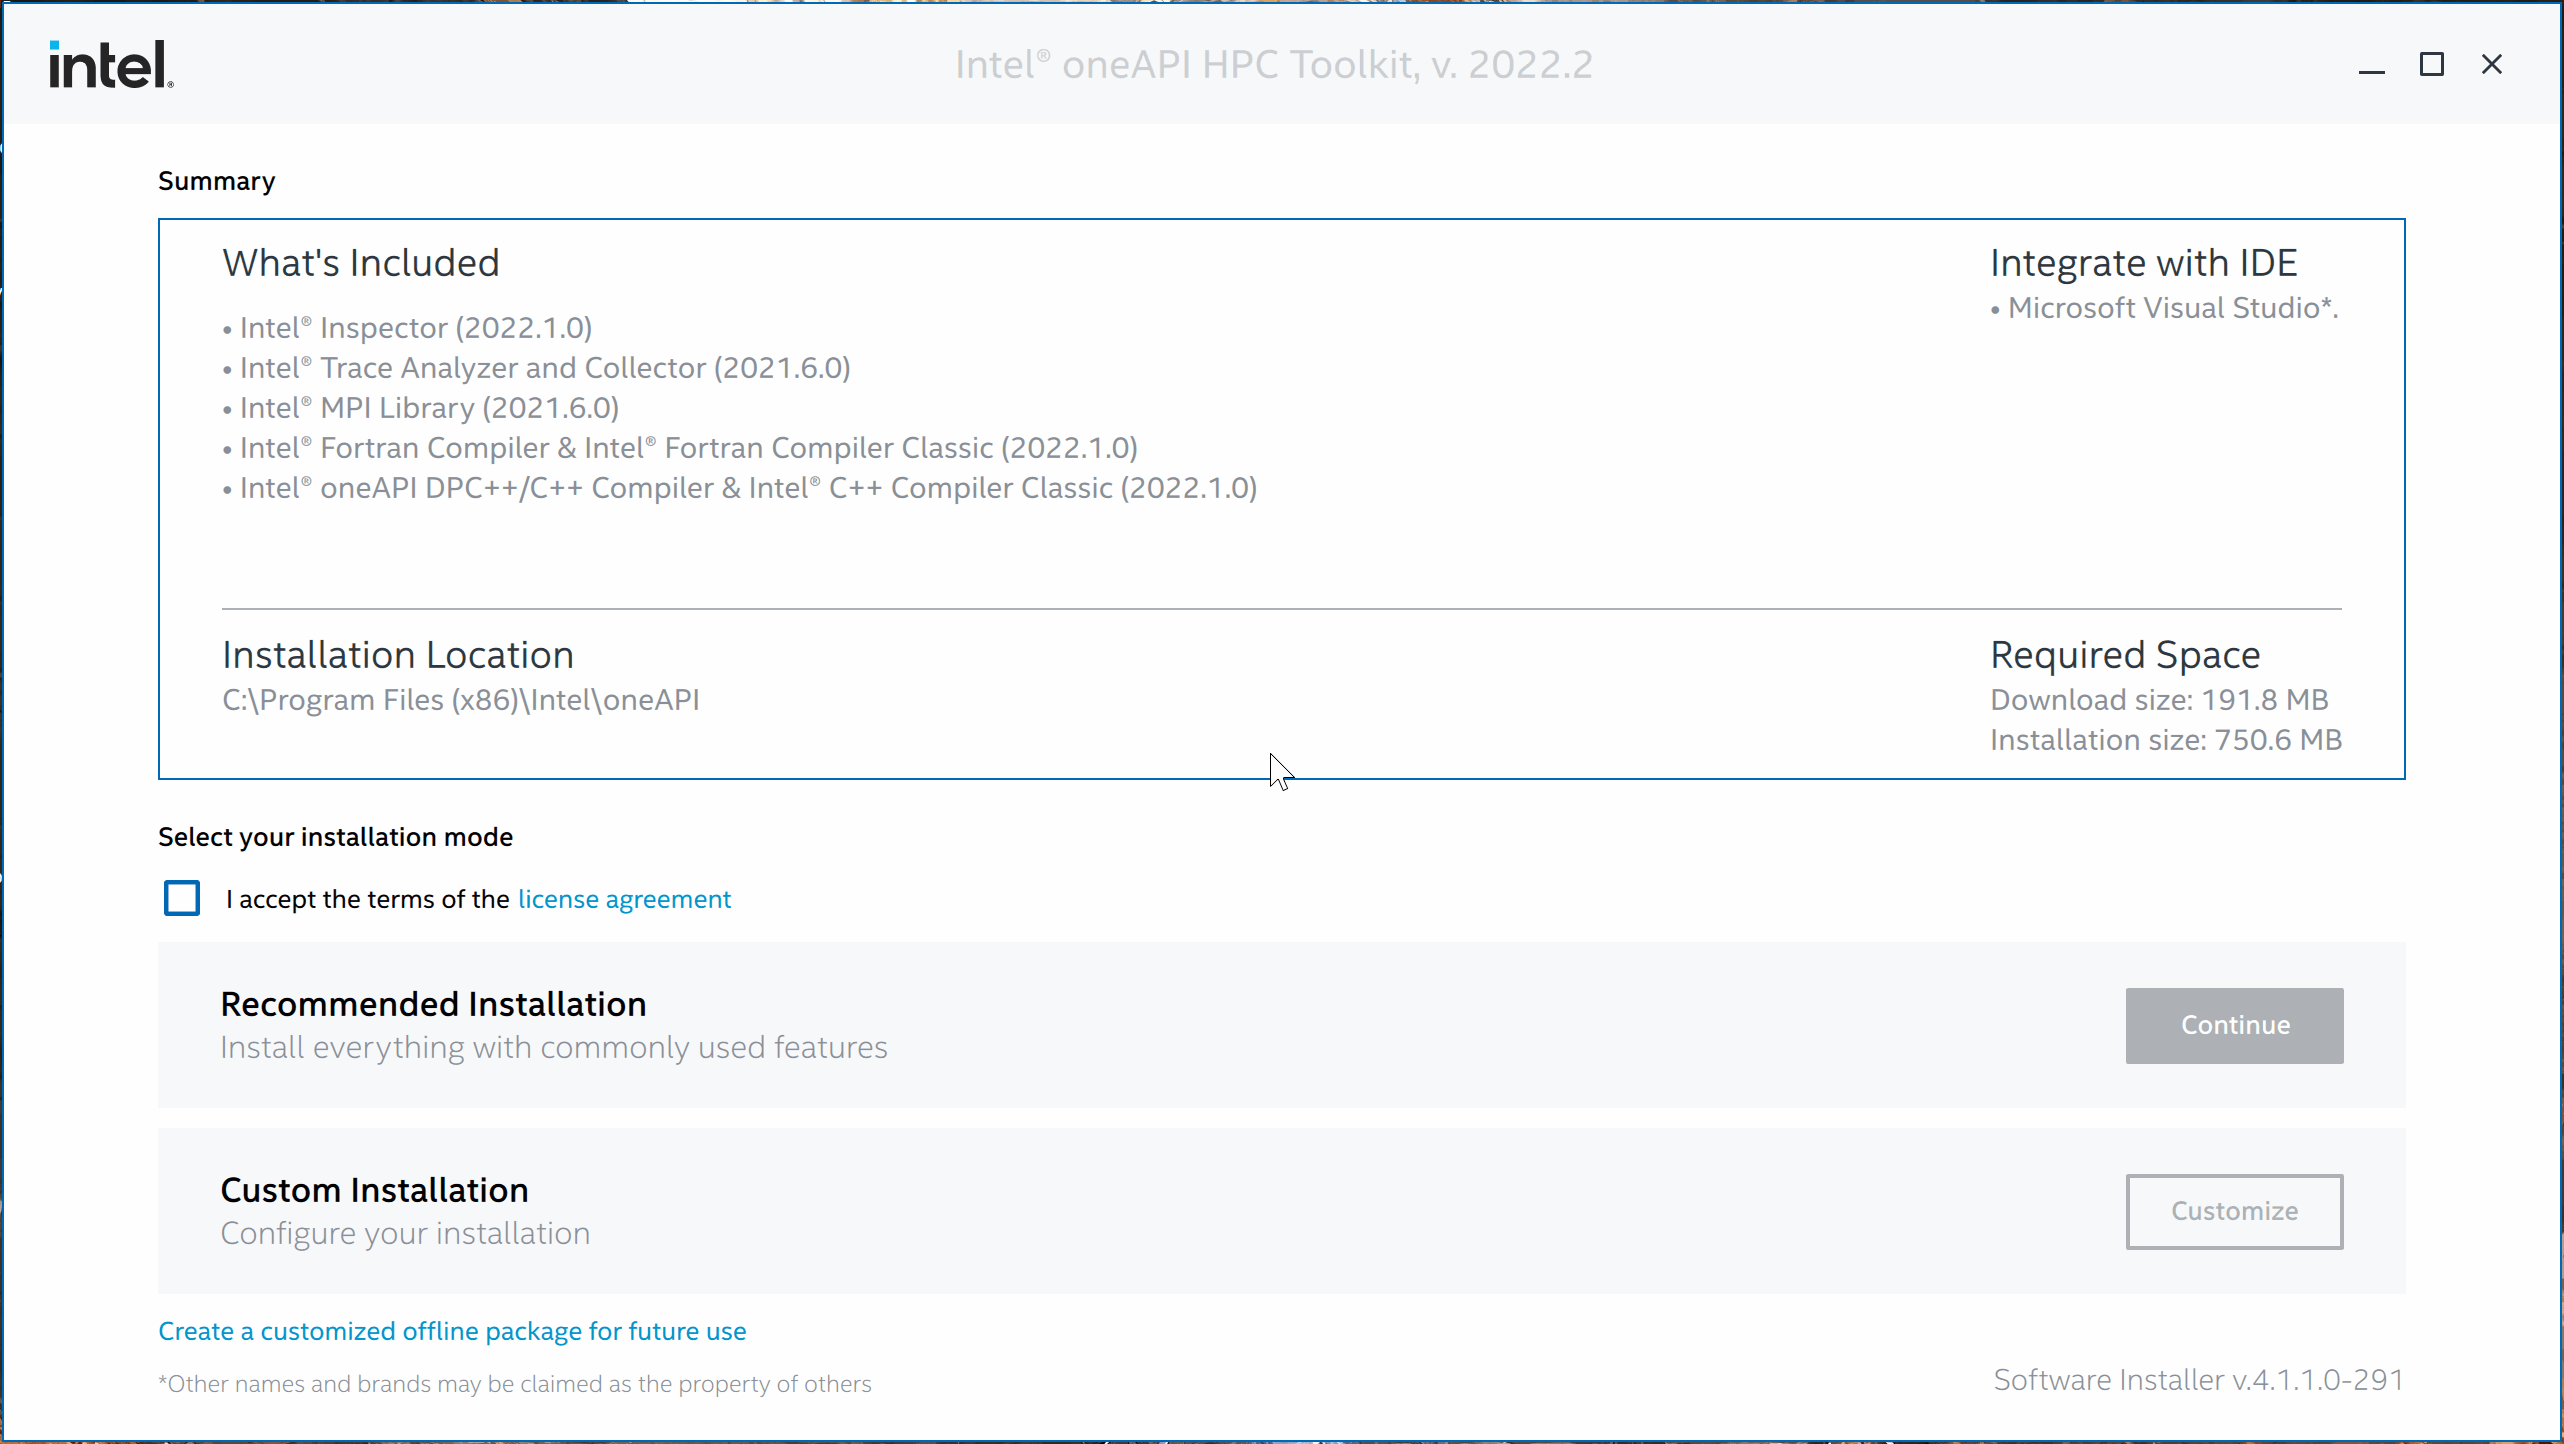 intel®
Intel® oneAPI HPC Toolkit, v. 2022.2
Summary
What's Included
• Intel® Inspector (2022.1.0)
• Intel® Trace Analyzer and Collector (2021.6.0)
• Intel® MPI Library (2021.6.0)
• Intel® Fortran Compiler & Intel® Fortran Compiler Classic (2022.1.0)
• Intel® oneAPI DPC++/C++ Compiler & Intel® C++ Compiler Classic (2022.1.0)
Integrate with IDE
• Microsoft Visual Studio*.
Installation Location
C:\Program Files (x86)\Intel\oneAPI
Required Space
Download size: 191.8 MB
Installation size: 750.6 MB
Select your installation mode
I accept the terms of the license agreement
Recommended Installation
Install everything with commonly used features
Continue
Custom Installation
Configure your installation
Customize
Create a customized offline package for future use
*Other names and brands may be claimed as the property of others
Software Installer v.4.1.1.0-291